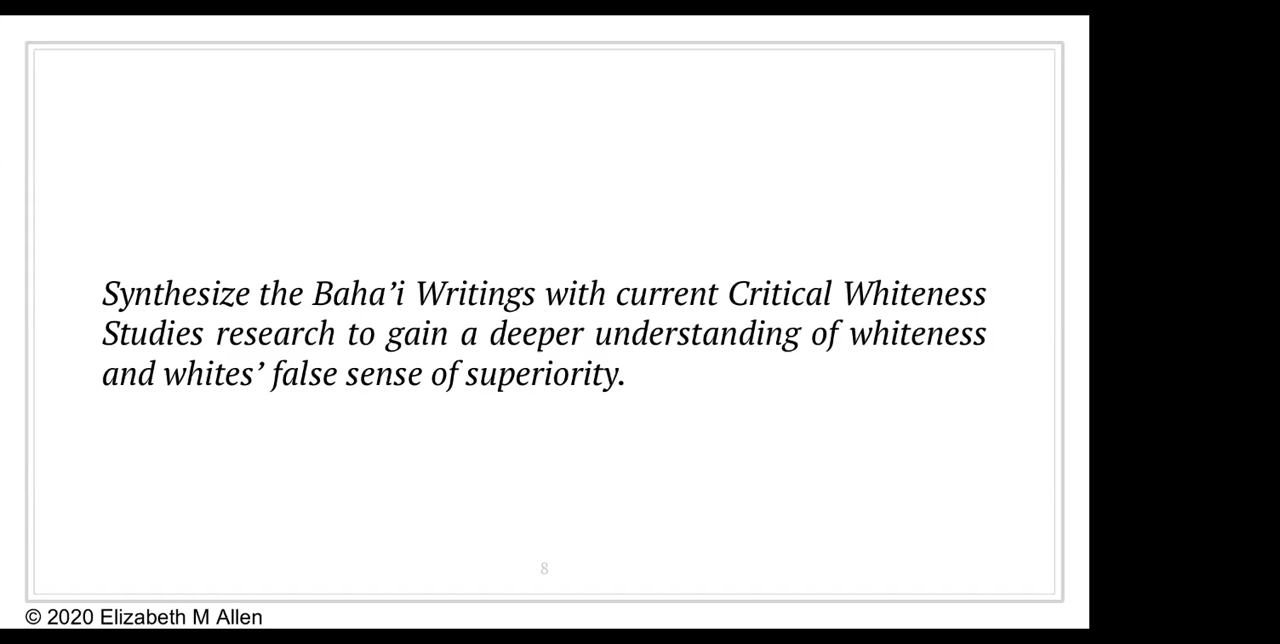 Synthesize the Baha’i Writings with current Critical Whiteness
Studies research to gain a deeper understanding of whiteness
and whites’ false sense of superiority.
8
© 2020 Elizabeth M Allen